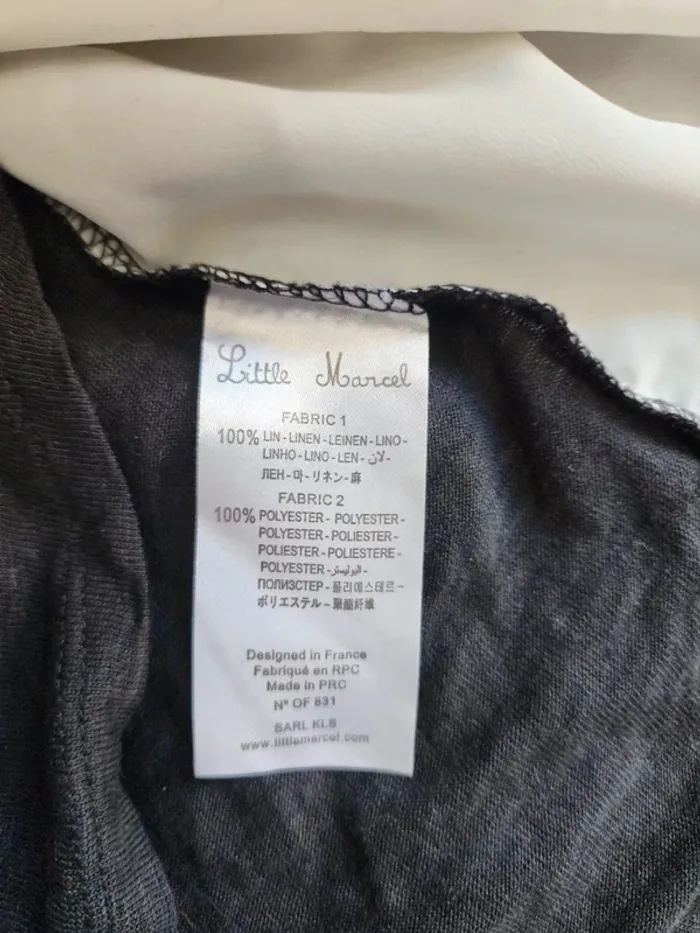 Little Marcel
FABRIC 1
100% LIN - LINEN - LEINEN - LINO -
LINHO - LINO - LEN - لان -
ЛЕН - 마 - リネン - 麻
FABRIC 2
100% POLYESTER - POLYESTER -
POLYESTER - POLIESTER -
POLIESTER - POLIESTERE -
POLYESTER - البوليستر -
ПОЛИЭСТЕР - 폴리에스테르 -
ポリエステル - 聚酯纤维
Designed in France
Fabriqué en RPC
Made in PRC
N° OF 831
SARL KLS
www.littlemarcel.com